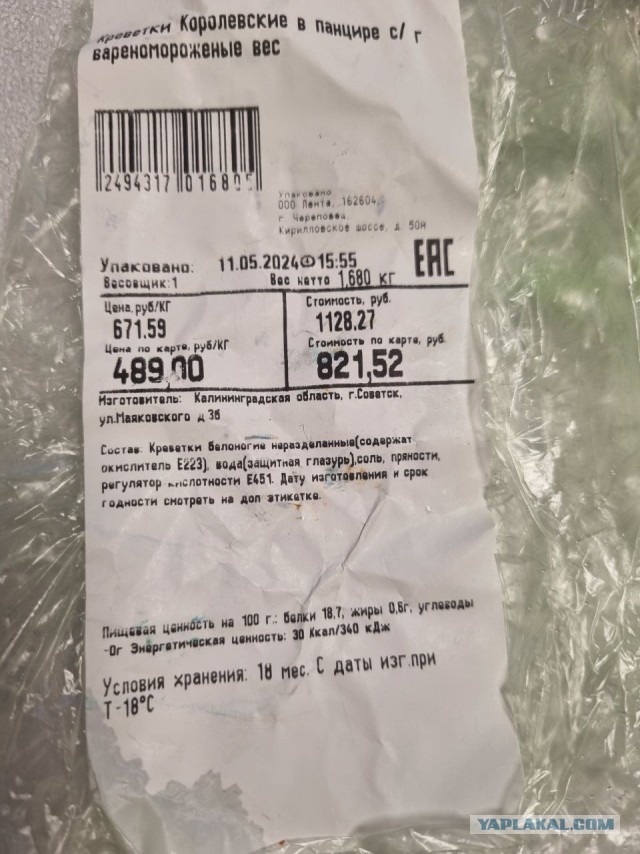 Креветки Королевские в панцире с/г
вареномороженые вес
2494317 016805
Упаковано
ООО Лента, 162604,
г. Череповец,
Кирилловское шоссе, д. 50н
Упаковано: 11.05.2024 15:55
EAC
Весовщик:1 Вес нетто 1,680 кг
Цена,руб/КГ
671.59
Стоимость, руб.
1128.27
Цена по карте,руб/КГ
489,00
Стоимость по карте, руб.
821,52
Изготовитель: Калининградская область, г.Советск,
ул.Маяковского д 3б
Состав: Креветки белоногие неразделанные(содержат
окислитель Е223), вода(защитная глазурь),соль, пряности,
регулятор кислотности Е451. Дату изготовления и срок
годности смотреть на доп этикетке.
Пищевая ценность на 100 г.: белки 18,7, жиры 0,6г, углеводы
-0г Энергетическая ценность: 30 Ккал/340 кДж
Условия хранения: 18 мес. С даты изг.при
Т-18°С
YAPLAKAL.COM